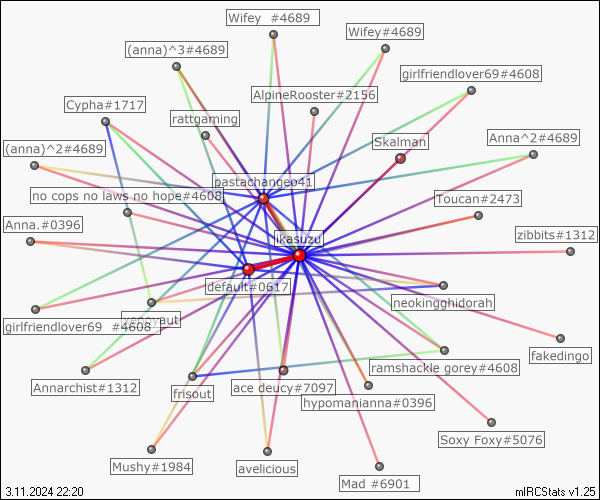 Wifey  #4689
Wifey#4689
(anna)^3#4689
girlfriendlover69#4608
AlpineRooster#2156
Cypha#1717
rattgaming
Skalman
Anna^2#4689
(anna)^2#4689
pastachangeo41
no cops no laws no hope#4608
Toucan#2473
Anna.#0396
ikasuzu
zibbits#1312
default#0617
neokingghidorah
girlfriendlover69  #4608
fakedingo
ramshackle gorey#4608
Annarchist#1312
frisout
ace deucy#7097
hypomanianna#0396
Soxy Foxy#5076
Mushy#1984
avelicious
Mad #6901
3.11.2024 22:20
mIRCStats v1.25